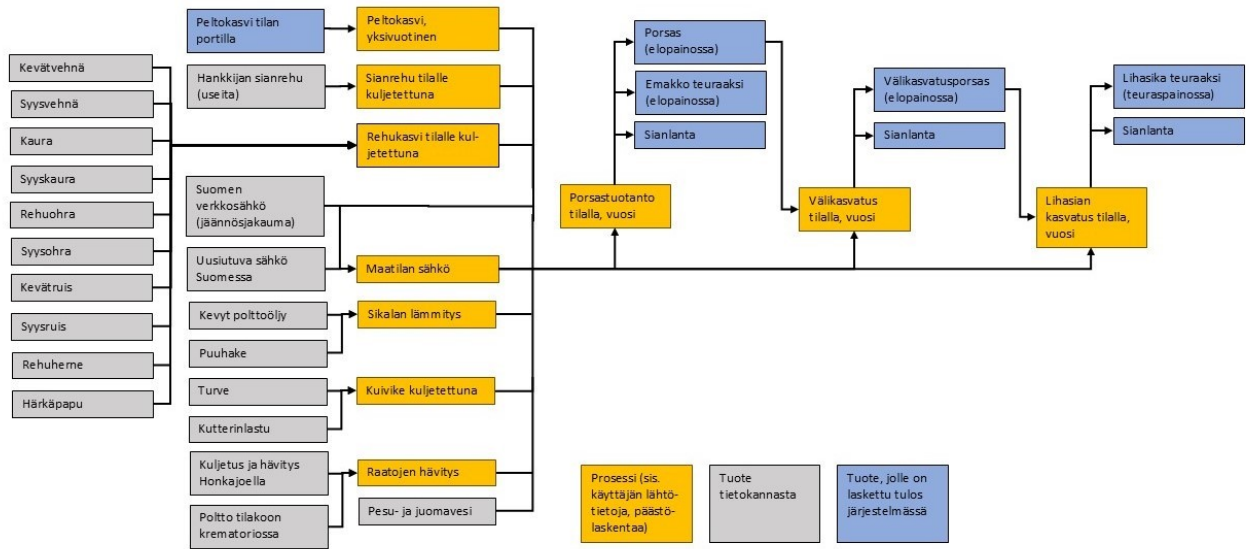 Kevätvehnä
Syysvehnä
Kaura
Syyskaura
Rehuohra
Syysohra
Kevätruis
Syysruis
Rehuherne
Härkäpapu
Peltokasvi tilan
portilla
Hankkijan sianrehu
(useita)
Suomen
verkkosähkö
(jäännösjakauma)
Uusiutuva sähkö
Suomessa
Kevyt polttoöljy
Puuhake
Turve
Kutterinlastu
Kuljetus ja hävitys
Honkajoella
Poltto tilakoon
krematoriossa
Peltokasvi,
yksivuotinen
Sianrehu tilalle
kuljetettuna
Rehukasvi tilalle kul-
jetettuna
Maatilan sähkö
Sikalan lämmitys
Kuivike kuljetettuna
Raatojen hävitys
Pesu- ja juomavesi
Porsas
(elopainossa)
Emakko teuraaksi
(elopainossa)
Sianlanta
Porsastuotanto
tilalla, vuosi
Välikasvatusporsas
(elopainossa)
Sianlanta
Välikasvatus
tilalla, vuosi
Lihasika teuraaksi
(teuraspainossa)
Sianlanta
Lihasian
kasvatus tilalla,
vuosi
Prosessi (sis.
käyttäjän lähtö-
tietoja, päästö-
laskentaa)
Tuote
tietokannasta
Tuote, jolle on
laskettu tulos
järjestelmässä